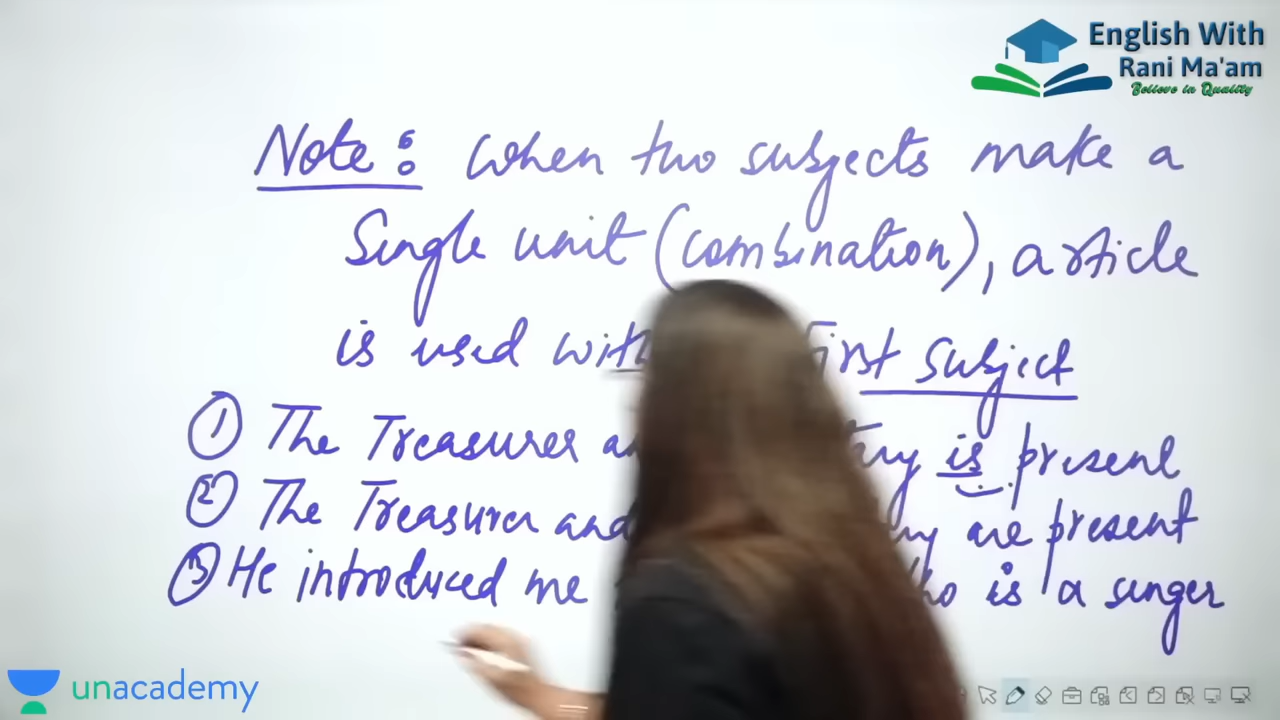 English With
Rani Ma'am
Believe in Quality
Note: When two subjects make a
Single unit (combination), article
is used with first subject
① The Treasurer is present
② The Treasurer and are present
③ He introduced me is a singer
unacademy